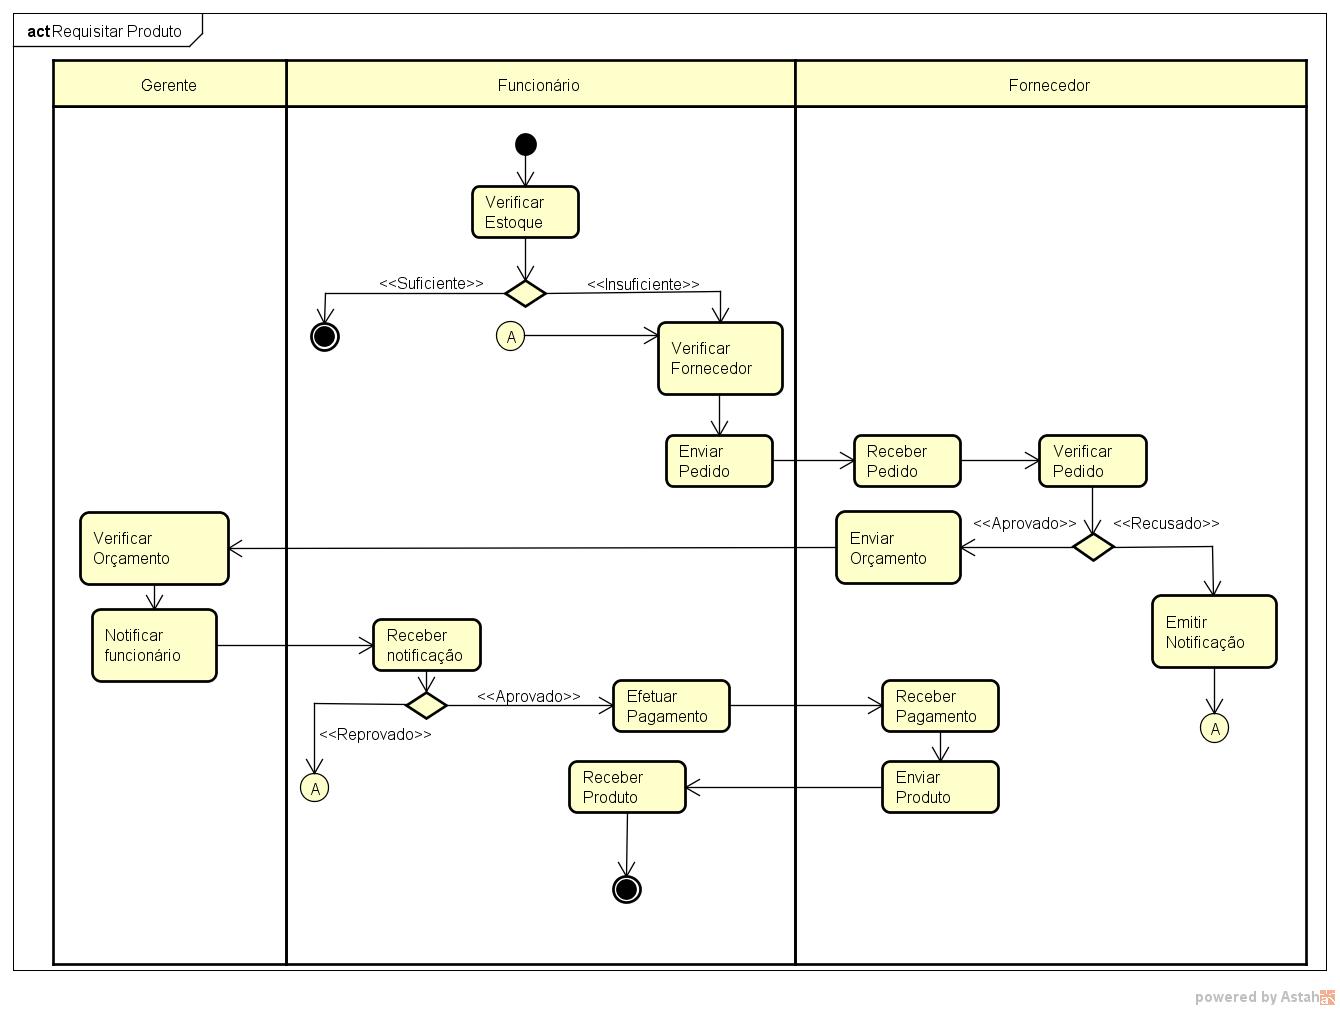 act Requisitar Produto
Gerente
Funcionário
Fornecedor
Verificar
Estoque
<<Suficiente>>
<<Insuficiente>>
A
Verificar
Fornecedor
Enviar
Pedido
Receber
Pedido
Verificar
Pedido
<<Aprovado>>
<<Recusado>>
Enviar
Orçamento
Verificar
Orçamento
Emitir
Notificação
A
Notificar
funcionário
Receber
notificação
<<Aprovado>>
<<Reprovado>>
A
Efetuar
Pagamento
Receber
Pagamento
Enviar
Produto
Receber
Produto
powered by Astah